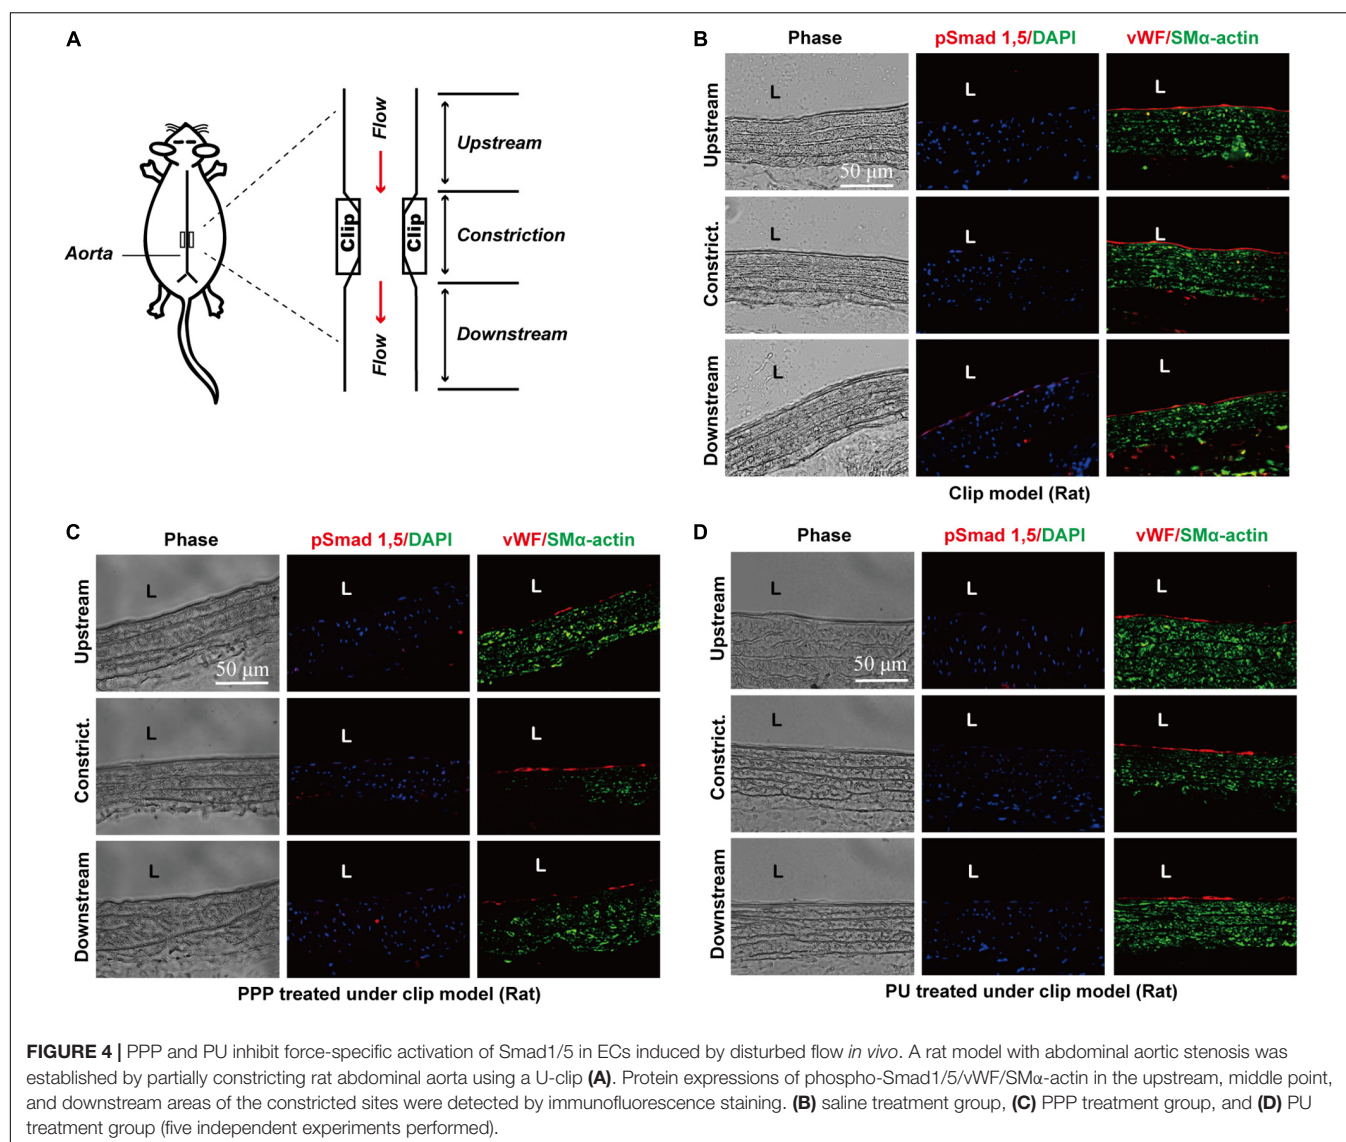 A
Flow
Upstream
Clip
Clip
Constriction
Aorta
Downstream
Flow
B
Phase
pSmad 1,5/DAPI
vWF/SMα-actin
Upstream
L
L
L
50 μm
Constrict.
L
L
L
Downstream
L
L
L
Clip model (Rat)
C
Phase
pSmad 1,5/DAPI
vWF/SMα-actin
Upstream
L
L
L
50 μm
Constrict.
L
L
L
Downstream
L
L
L
PPP treated under clip model (Rat)
D
Phase
pSmad 1,5/DAPI
vWF/SMα-actin
Upstream
L
L
L
50 μm
Constrict.
L
L
L
Downstream
L
L
L
PU treated under clip model (Rat)
FIGURE 4 | PPP and PU inhibit force-specific activation of Smad1/5 in ECs induced by disturbed flow in vivo. A rat model with abdominal aortic stenosis was
established by partially constricting rat abdominal aorta using a U-clip (A). Protein expressions of phospho-Smad1/5/vWF/SMα-actin in the upstream, middle point,
and downstream areas of the constricted sites were detected by immunofluorescence staining. (B) saline treatment group, (C) PPP treatment group, and (D) PU
treatment group (five independent experiments performed).